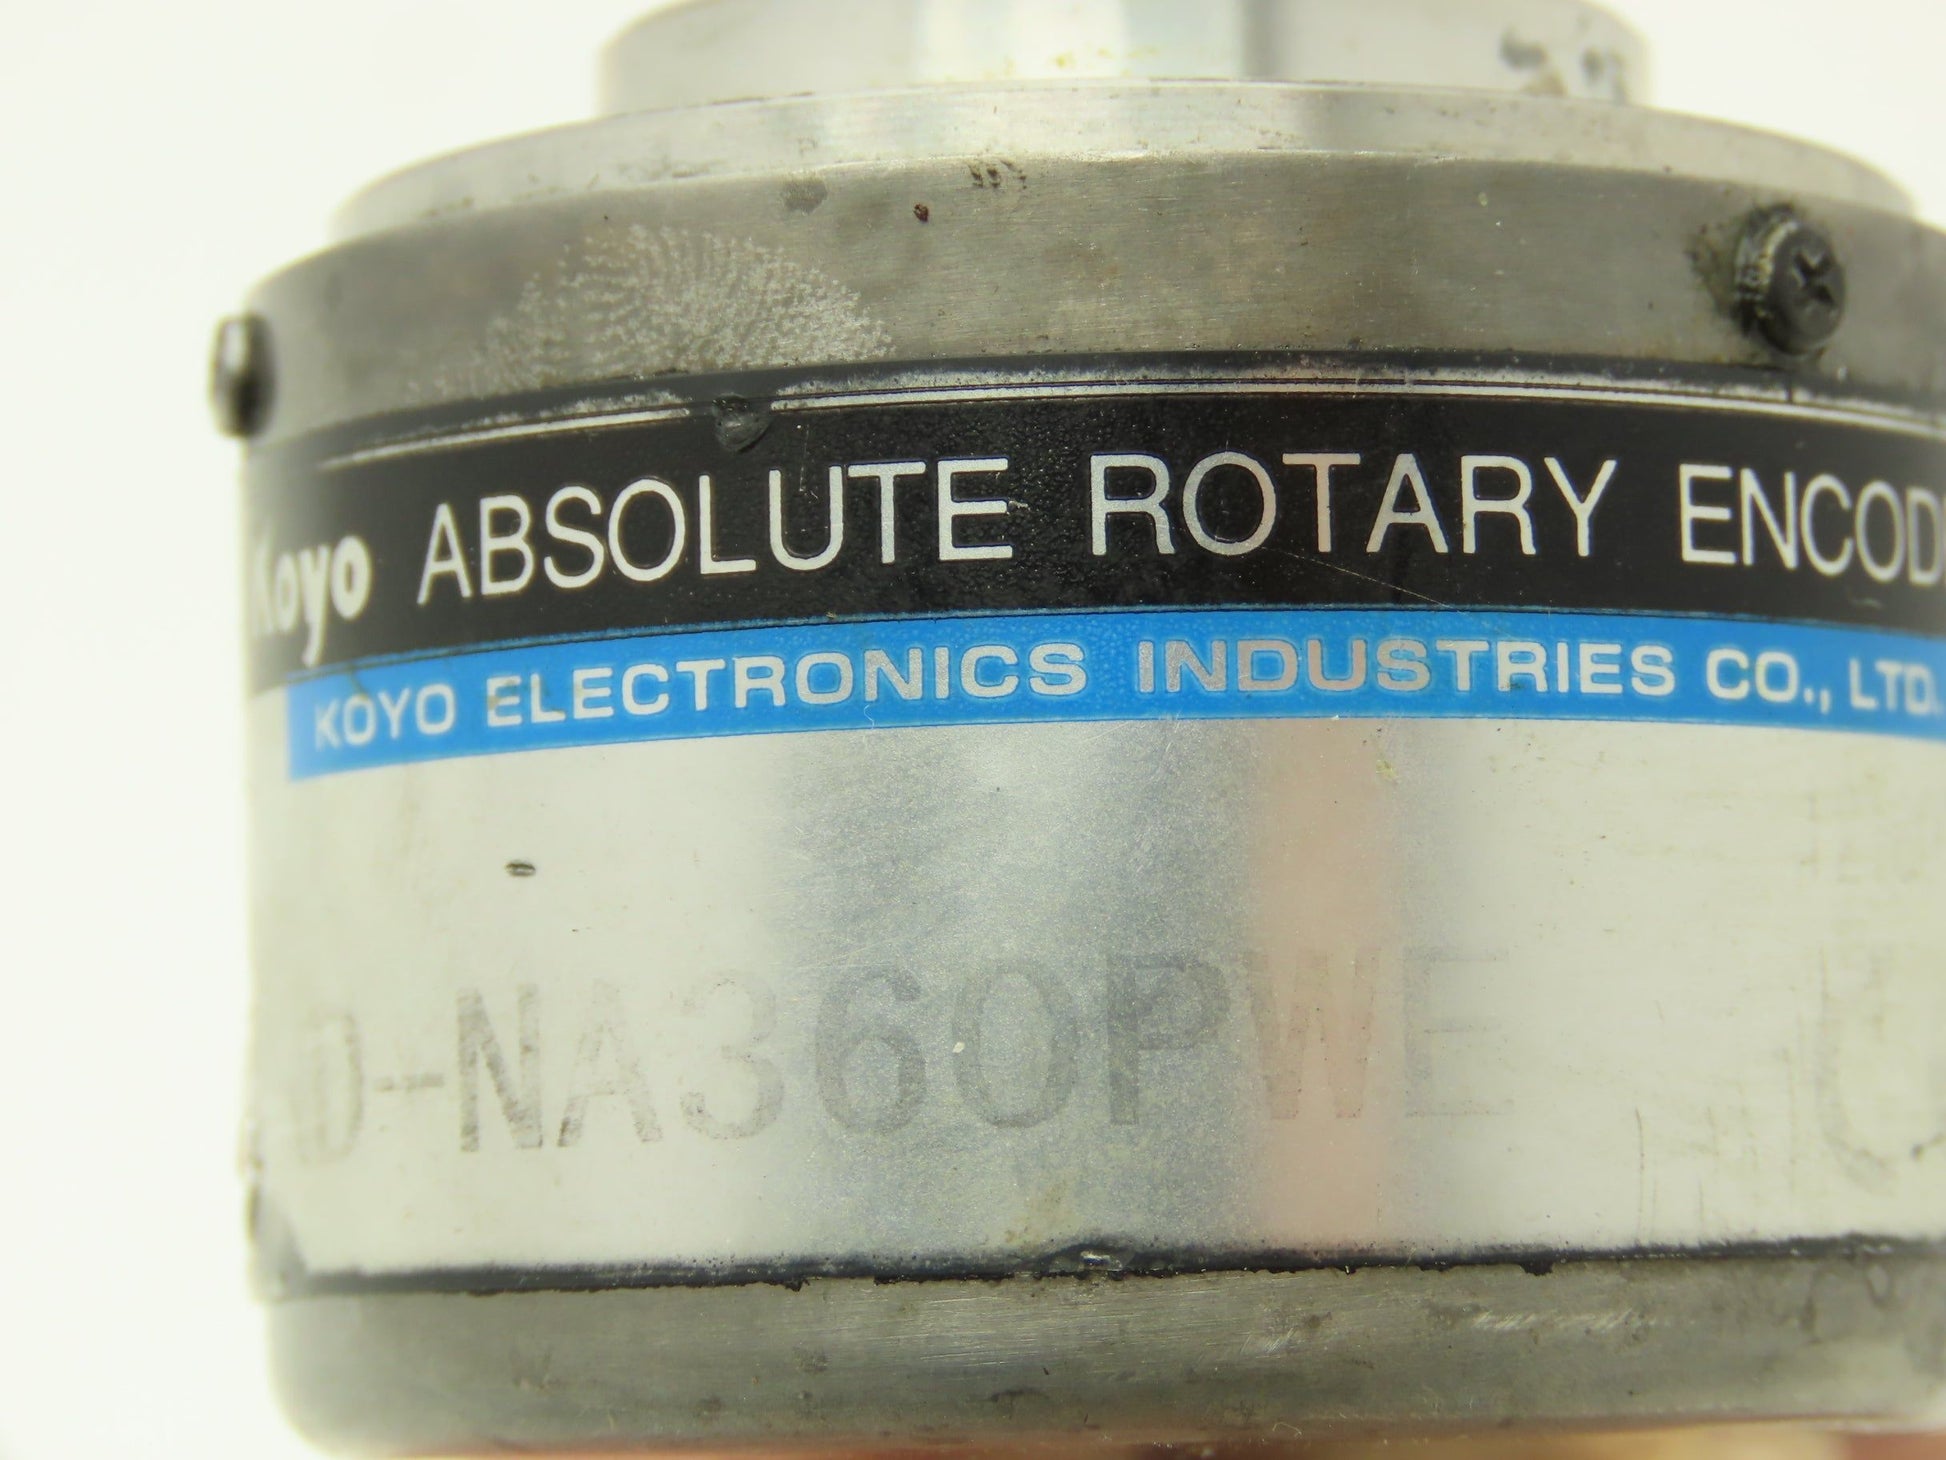 Koyo ABSOLUTE ROTARY ENCOD
KOYO ELECTRONICS INDUSTRIES CO., LTD.
D-NA360PWE